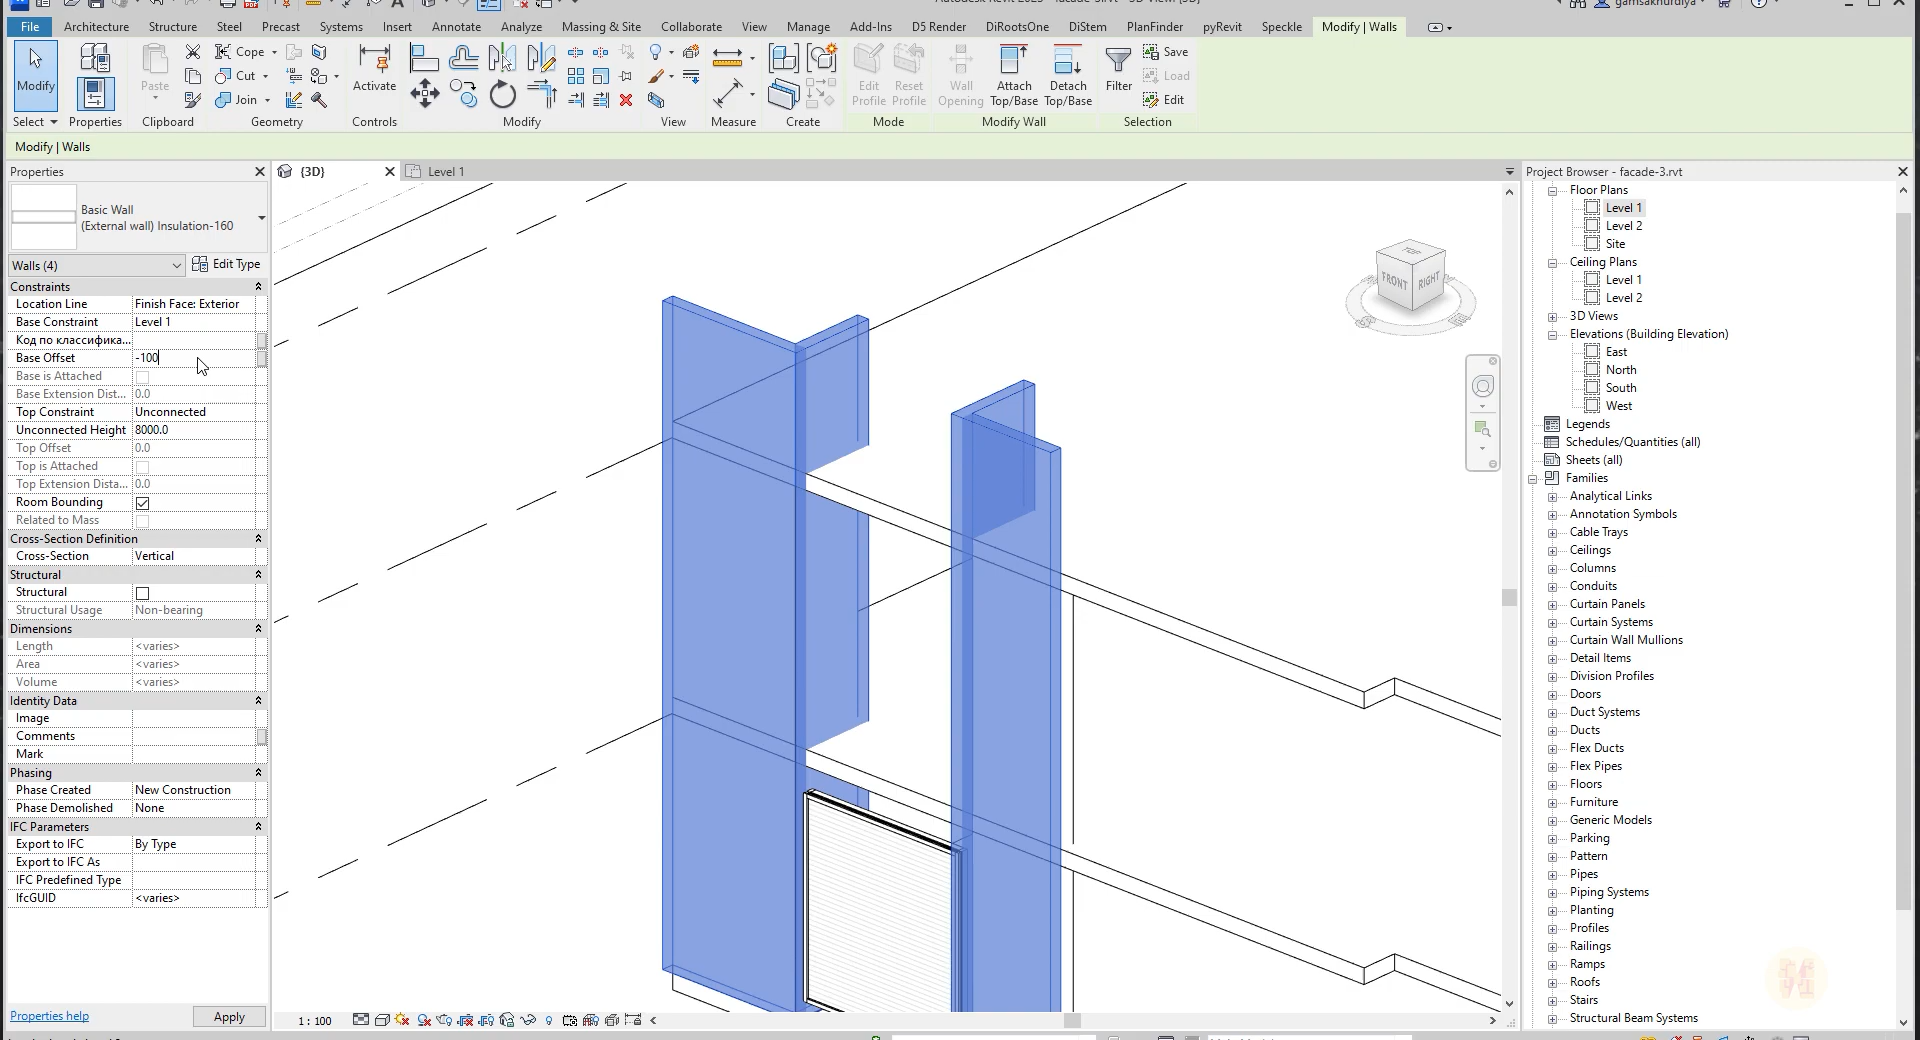 gamsakhurdiya
File Architecture Structure Steel Precast Systems Insert Annotate Analyze Massing & Site Collaborate View Manage Add-Ins D5 Render DiRootsOne DiStem PlanFinder pyRevit Speckle Modify | Walls
Cope Save
Cut Load
Join Edit
Modify Paste Activate
Edit Profile Reset Profile Wall Opening Attach Top/Base Detach Top/Base Filter
Select Properties Clipboard Geometry Controls Modify View Measure Create Mode Modify Wall Selection
Modify | Walls
Properties
Basic Wall
(External wall) Insulation-160
Walls (4) Edit Type
Constraints
Location Line Finish Face: Exterior
Base Constraint Level 1
Код по классифика...
Base Offset -100
Base is Attached
Base Extension Dist... 0.0
Top Constraint Unconnected
Unconnected Height 8000.0
Top Offset 0.0
Top is Attached
Top Extension Dista... 0.0
Room Bounding
Related to Mass
Cross-Section Definition
Cross-Section Vertical
Structural
Structural
Structural Usage Non-bearing
Dimensions
Length <varies>
Area <varies>
Volume <varies>
Identity Data
Image
Comments
Mark
Phasing
Phase Created New Construction
Phase Demolished None
IFC Parameters
Export to IFC By Type
Export to IFC As
IFC Predefined Type
IfcGUID <varies>
Properties help Apply
{3D} Level 1
TOP
FRONT RIGHT
1 : 100
Project Browser - facade-3.rvt
Floor Plans
Level 1
Level 2
Site
Ceiling Plans
Level 1
Level 2
3D Views
Elevations (Building Elevation)
East
North
South
West
Legends
Schedules/Quantities (all)
Sheets (all)
Families
Analytical Links
Annotation Symbols
Cable Trays
Ceilings
Columns
Conduits
Curtain Panels
Curtain Systems
Curtain Wall Mullions
Detail Items
Division Profiles
Doors
Duct Systems
Ducts
Flex Ducts
Flex Pipes
Floors
Furniture
Generic Models
Parking
Pattern
Pipes
Piping Systems
Planting
Profiles
Railings
Ramps
Roofs
Stairs
Structural Beam Systems